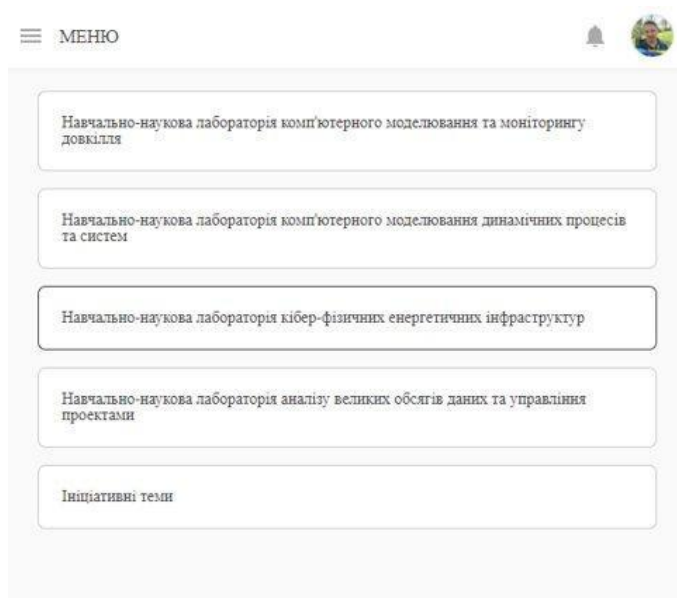 МЕНЮ
Навчально-наукова лабораторія комп'ютерного моделювання та моніторингу
довкілля
Навчально-наукова лабораторія комп'ютерного моделювання динамічних процесів
та систем
Навчально-наукова лабораторія кібер-фізичних енергетичних інфраструктур
Навчально-наукова лабораторія аналізу великих обсягів даних та управління
проектами
Ініціативні теми